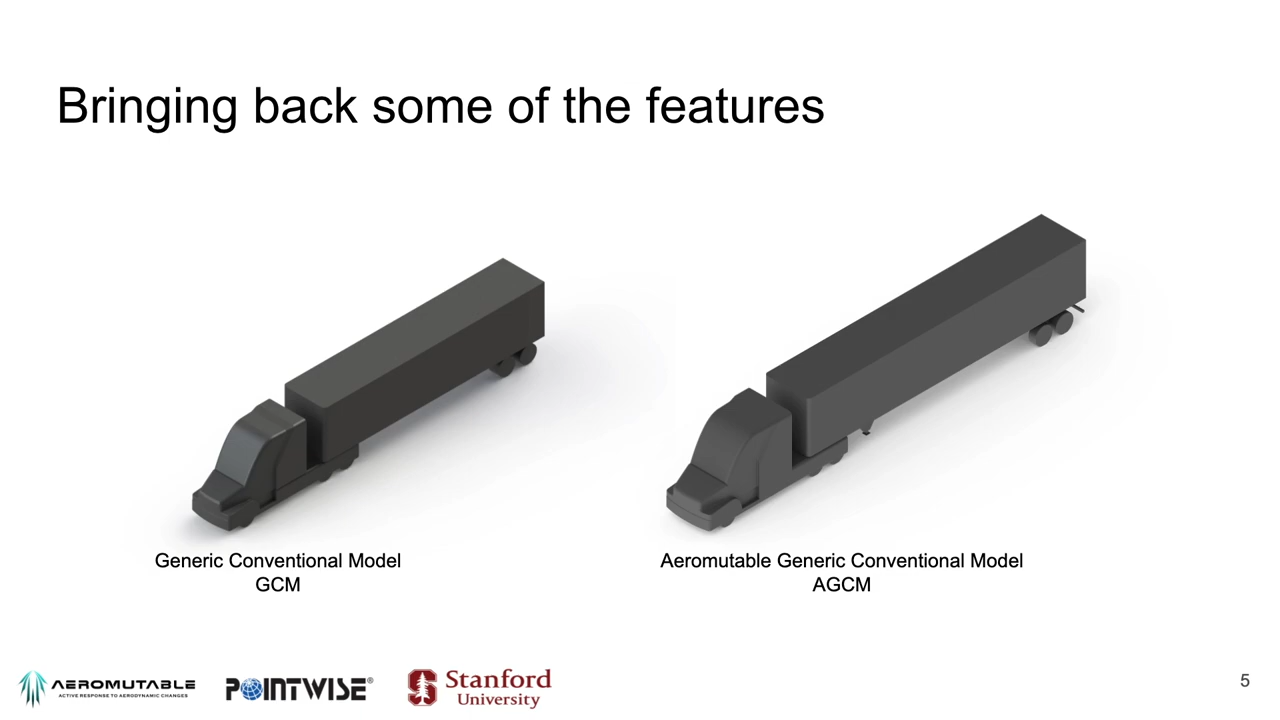 Bringing back some of the features
Generic Conventional Model
GCM
Aeromutable Generic Conventional Model
AGCM
AEROMUTABLE
ACTIVE RESPONSE TO AERODYNAMIC CHANGES
POINTWISE®
Stanford
University
5